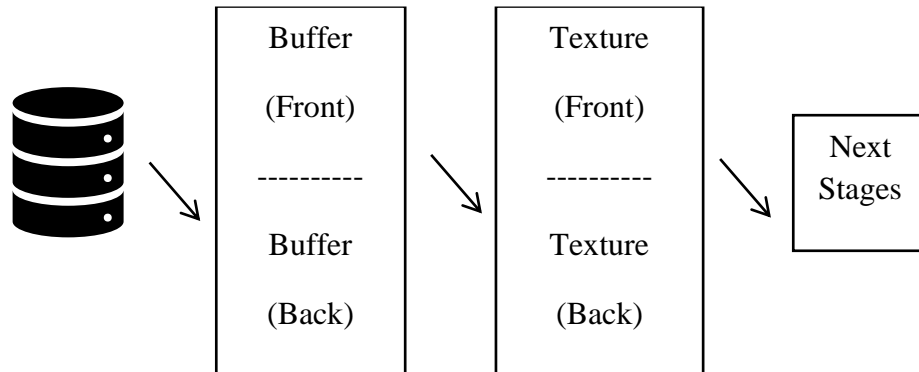 Buffer
(Front)
----------
Buffer
(Back)
Texture
(Front)
----------
Texture
(Back)
Next
Stages